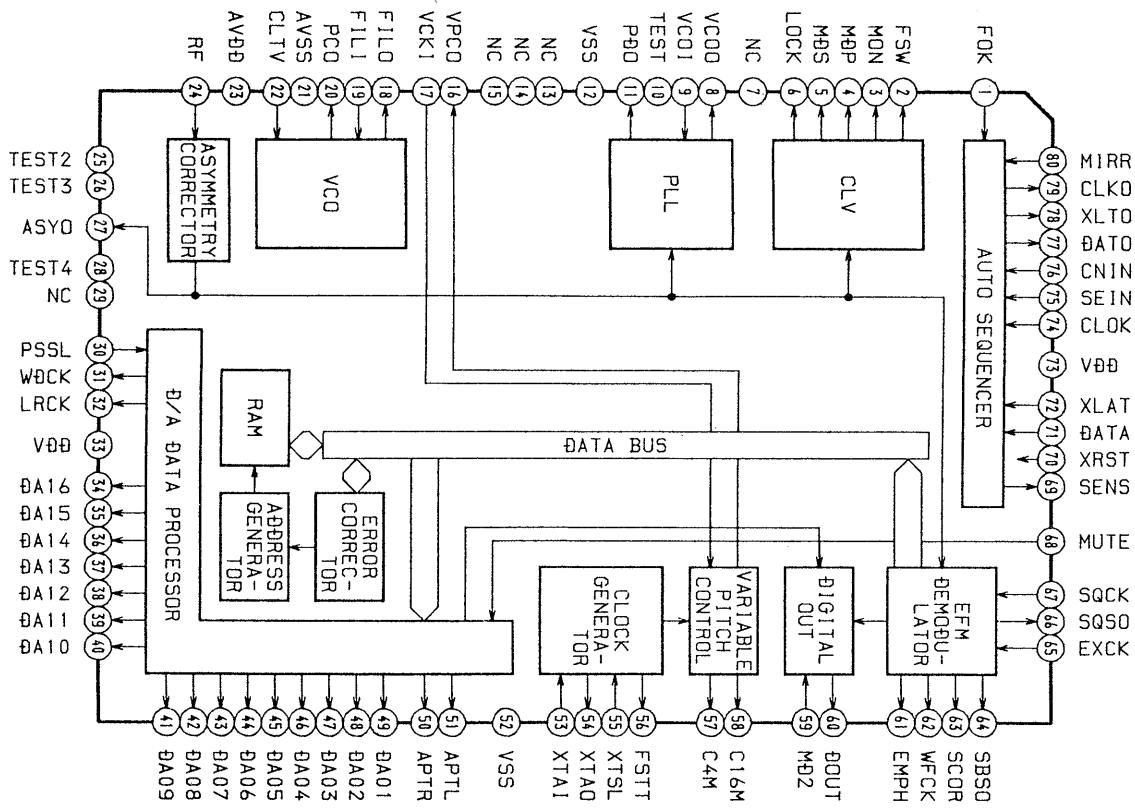 RF
AVDD
CLTV
AVSS
PCO
FILI
FILO
VCKI
VPCO
NC
NC
NC
VSS
PDO
TEST
VCOI
VCOO
NC
LOCK
MDS
MDP
MON
FSW
FOK
24
23
22
21
20
19
18
17
16
15
14
13
12
11
10
9
8
7
6
5
4
3
2
1
TEST2 25
TEST3 26
ASYO 27
TEST4 28
NC 29
PSSL 30
WDCK 31
LRCK 32
VDD 33
DA16 34
DA15 35
DA14 36
DA13 37
DA12 38
DA11 39
DA10 40
ASYMMETRY
CORRECTOR
VCO
PLL
CLV
AUTO SEQUENCER
D/A DATA PROCESSOR
RAM
DATA BUS
ADDRESS
GENERA-
TOR
ERROR
CORREC-
TOR
CLOCK
GENERA-
TOR
VARIABLE
PITCH
CONTROL
DIGITAL
OUT
EFM
DEMODU-
LATOR
80 MIRR
79 CLKO
78 XLTO
77 DATO
76 CNIN
75 SEIN
74 CLOK
73 VDD
72 XLAT
71 DATA
70 XRST
69 SENS
68 MUTE
67 SQCK
66 SQSO
65 EXCK
41
42
43
44
45
46
47
48
49
50
51
52
53
54
55
56
57
58
59
60
61
62
63
64
DA09
DA08
DA07
DA06
DA05
DA04
DA03
DA02
DA01
APTR
APTL
VSS
XTAI
XTAO
XTSL
FSTT
C4M
C16M
MD2
DOUT
EMPH
WFCK
SCOR
SBSO